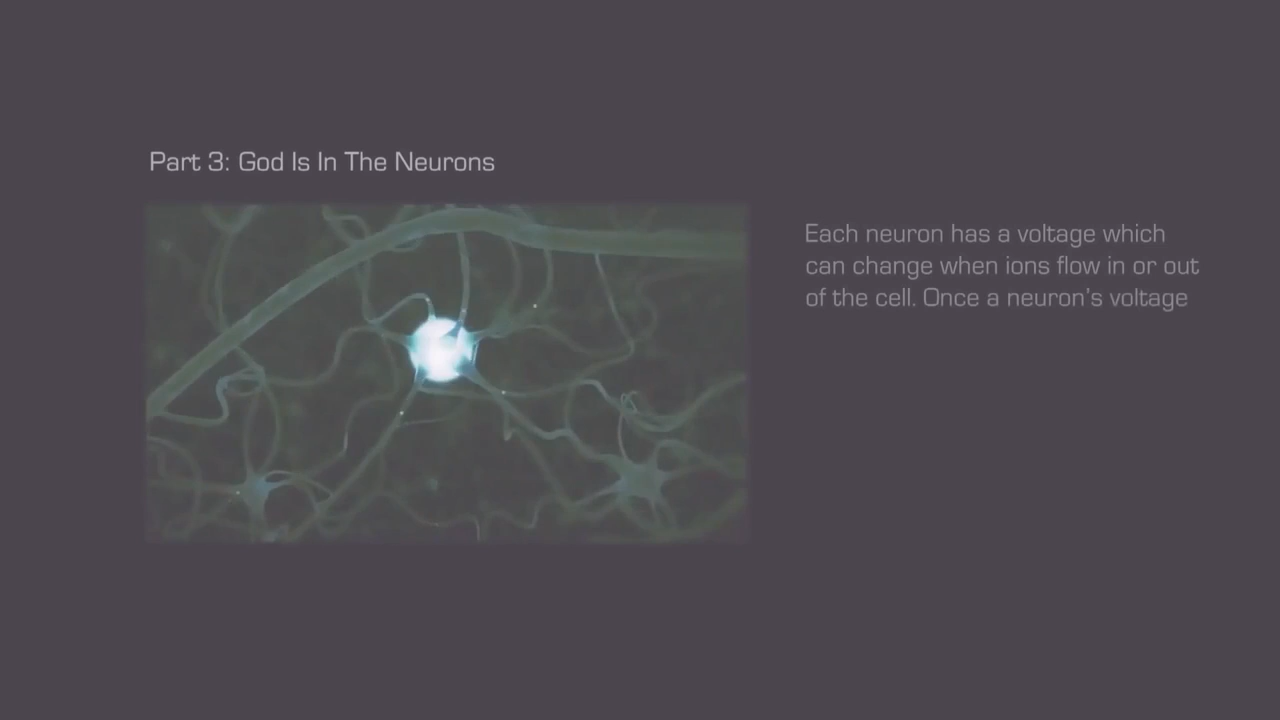 Part 3: God Is In The Neurons
Each neuron has a voltage which
can change when ions flow in or out
of the cell. Once a neuron's voltage